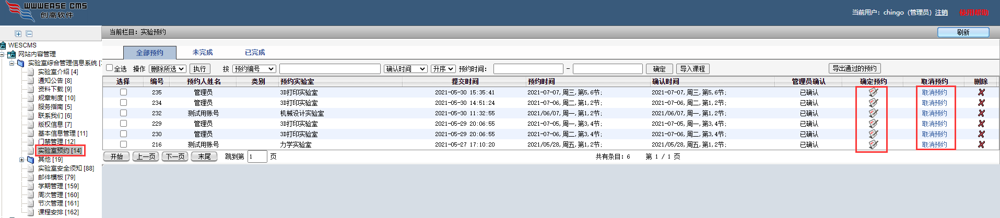 WWWEASE CMS
创高软件
当前用户：chingo（管理员）注销 使用帮助
当前栏目：实验预约 刷新
WESCMS
网站内容管理
实验室综合管理信息系统 [
实验室介绍 [4]
通知公告 [8]
资料下载 [9]
规章制度 [10]
服务指南 [5]
联系我们 [6]
版权信息 [7]
基本信息管理 [11]
门禁管理 [12]
实验室预约 [14]
其他 [19]
实验室安全须知 [88]
邮件模板 [79]
学期管理 [159]
周次管理 [160]
节次管理 [161]
课程安排 [162]
全部预约 未完成 已完成
全选 操作 删除所选 执行 按 预约编号 确认时间 升序 预约时间： - 确定 导入课程 导出通过的预约
选择 编号 预约人姓名 类别 预约实验室 提交时间 预约时间 确认时间 管理员确认 确定预约 取消预约 删除
235 管理员 3D打印实验室 2021-05-30 15:35:41 2021-07-07,周三,第5,6节; 2021-07-07,周三,第5,6节; 已确认 取消预约
234 管理员 3D打印实验室 2021-05-30 14:51:24 2021-07-06,周二,第1,2节; 2021-07-06,周二,第1,2节; 已确认 取消预约
232 测试用账号 机械设计实验室 2021-05-30 11:32:55 2021/06/07,周一,第1,2节; 2021/06/07,周一,第1,2节; 已确认 取消预约
229 管理员 3D打印实验室 2021-05-29 20:06:55 2021-07-05,周一,第3,4节; 2021-07-05,周一,第3,4节; 已确认 取消预约
230 管理员 3D打印实验室 2021-05-29 20:06:55 2021-07-06,周二,第3,4节; 2021-07-06,周二,第3,4节; 已确认 取消预约
216 测试用账号 力学实验室 2021-05-27 17:10:20 2021/05/28,周五,第1,2节; 2021/05/28,周五,第1,2节; 已确认 取消预约
开始 上一页 下一页 末尾 跳到第 1 页 共有条目：6 第 1 / 1 页